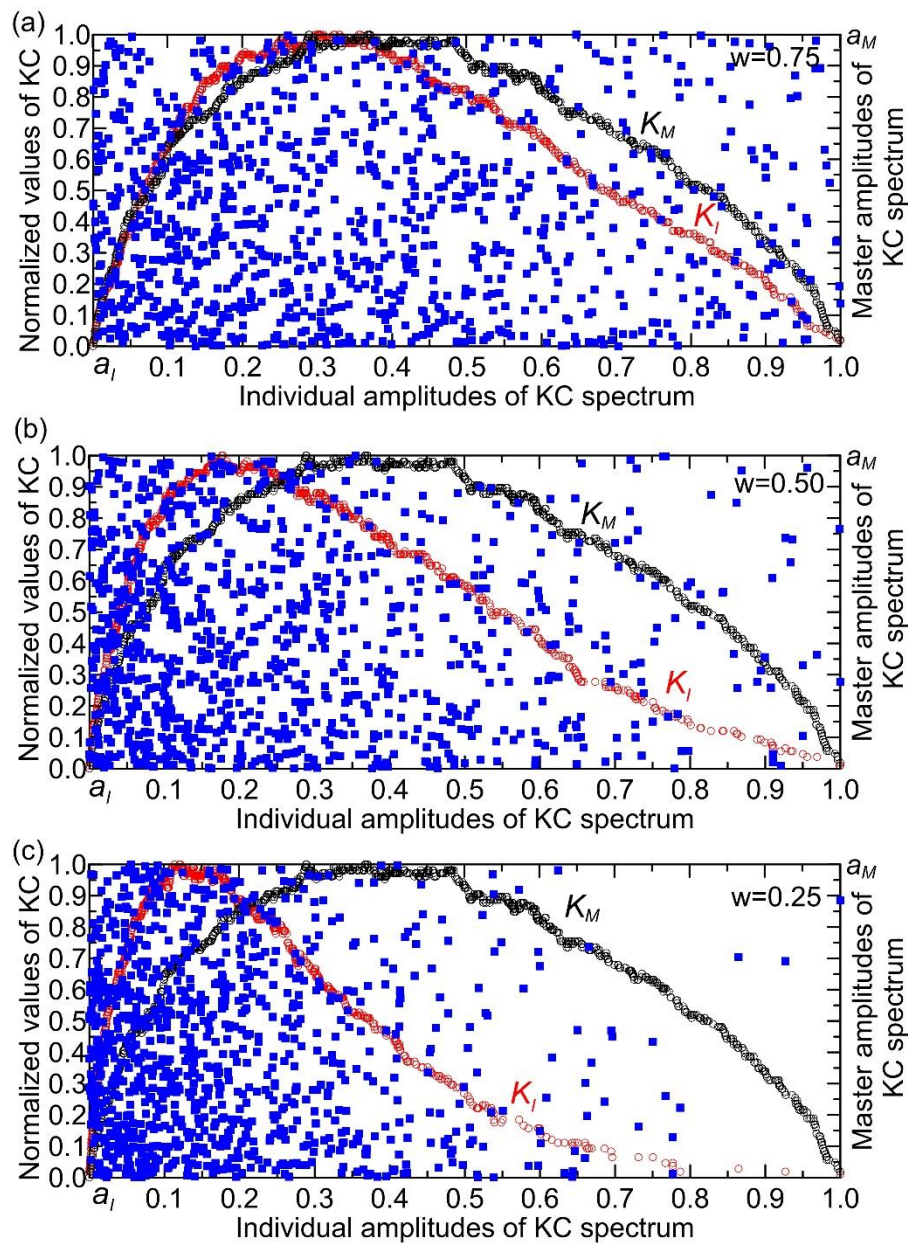 (a)
1.0
0.9
0.8
0.7
0.6
0.5
0.4
0.3
0.2
0.1
0.0
Normalized values of KC
w=0.75
K_M
K_I
a_M
Master amplitudes of
KC spectrum
a_I 0.1 0.2 0.3 0.4 0.5 0.6 0.7 0.8 0.9 1.0
Individual amplitudes of KC spectrum
(b)
1.0
0.9
0.8
0.7
0.6
0.5
0.4
0.3
0.2
0.1
0.0
Normalized values of KC
w=0.50
K_M
K_I
a_M
Master amplitudes of
KC spectrum
a_I 0.1 0.2 0.3 0.4 0.5 0.6 0.7 0.8 0.9 1.0
Individual amplitudes of KC spectrum
(c)
1.0
0.9
0.8
0.7
0.6
0.5
0.4
0.3
0.2
0.1
0.0
Normalized values of KC
w=0.25
K_M
K_I
a_M
Master amplitudes of
KC spectrum
a_I 0.1 0.2 0.3 0.4 0.5 0.6 0.7 0.8 0.9 1.0
Individual amplitudes of KC spectrum